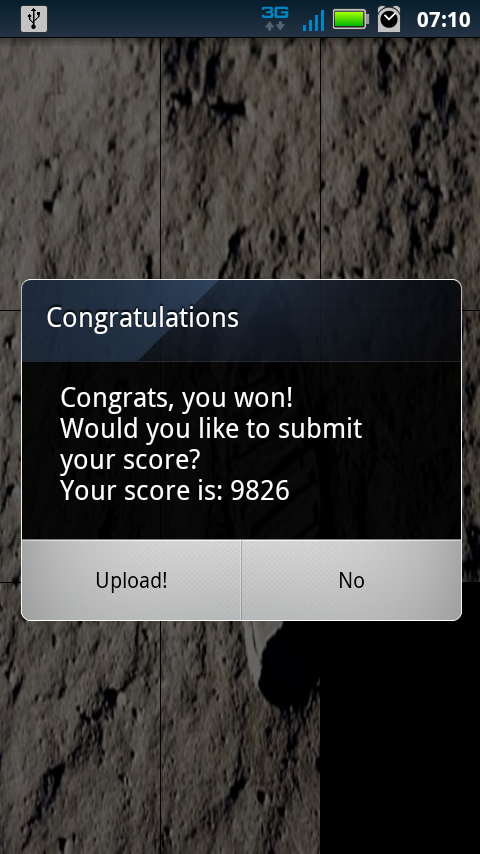 3G
07:10
Congratulations
Congrats, you won!
Would you like to submit
your score?
Your score is: 9826
Upload!
No